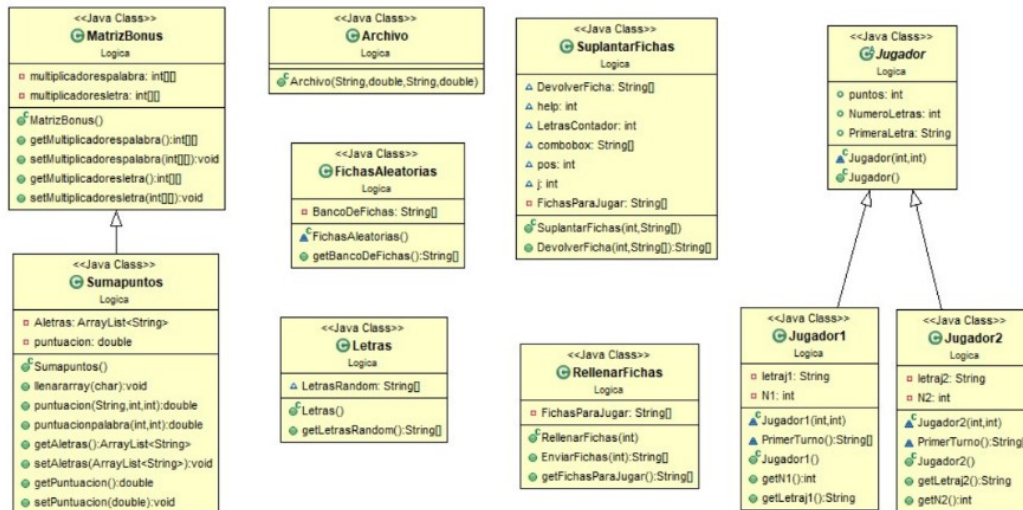 <<Java Class>>
MatrizBonus
Logica
multiplicadorespalabra: int[][]
multiplicadoresletra: int[][]
MatrizBonus()
getMultiplicadorespalabra():int[][]
setMultiplicadorespalabra(int[][]):void
getMultiplicadoresletra():int[][]
setMultiplicadoresletra(int[][]):void
<<Java Class>>
Sumapuntos
Logica
Aletras: ArrayList<String>
puntuacion: double
Sumapuntos()
llenararray(char):void
puntuacion(String,int,int):double
puntuacionpalabra(int,int):double
getAletras():ArrayList<String>
setAletras(ArrayList<String>):void
getPuntuacion():double
setPuntuacion(double):void
<<Java Class>>
Archivo
Logica
Archivo(String,double,String,double)
<<Java Class>>
FichasAleatorias
Logica
BancoDeFichas: String[]
FichasAleatorias()
getBancoDeFichas():String[]
<<Java Class>>
Letras
Logica
LetrasRandom: String[]
Letras()
getLetrasRandom():String[]
<<Java Class>>
SuplantarFichas
Logica
DevolverFicha: String[]
help: int
LetrasContador: int
combobox: String[]
pos: int
j: int
FichasParaJugar: String[]
SuplantarFichas(int,String[])
DevolverFicha(int,String[]):String[]
<<Java Class>>
RellenarFichas
Logica
FichasParaJugar: String[]
RellenarFichas(int)
EnviarFichas(int):String[]
getFichasParaJugar():String[]
<<Java Class>>
Jugador
Logica
puntos: int
NumeroLetras: int
PrimeraLetra: String
Jugador(int,int)
Jugador()
<<Java Class>>
Jugador1
Logica
letraj1: String
N1: int
Jugador1(int,int)
PrimerTurno():String[]
Jugador1()
getN1():int
getLetraj1():String
<<Java Class>>
Jugador2
Logica
letraj2: String
N2: int
Jugador2(int,int)
PrimerTurno():String[]
Jugador2()
getLetraj2():String
getN2():int